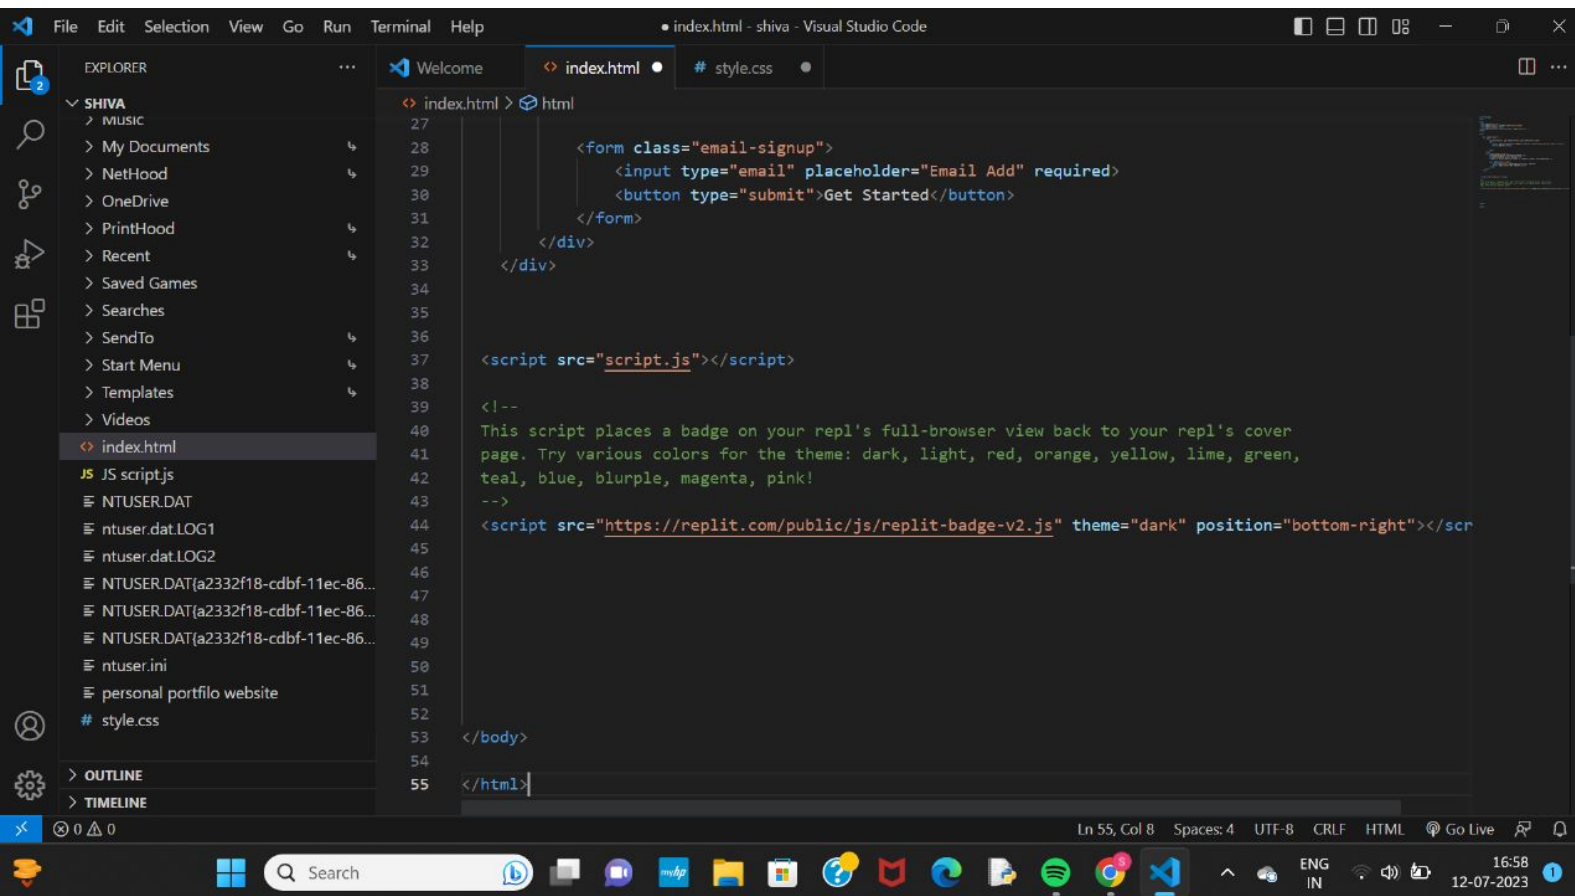 File Edit Selection View Go Run Terminal Help ● index.html - shiva - Visual Studio Code
EXPLORER ···
Welcome
<> index.html ●
# style.css ●
SHIVA
<> index.html > html
Music
My Documents
NetHood
OneDrive
PrintHood
Recent
Saved Games
Searches
SendTo
Start Menu
Templates
Videos
<> index.html
JS JS script.js
NTUSER.DAT
ntuser.dat.LOG1
ntuser.dat.LOG2
NTUSER.DAT{a2332f18-cdbf-11ec-86...
NTUSER.DAT{a2332f18-cdbf-11ec-86...
NTUSER.DAT{a2332f18-cdbf-11ec-86...
ntuser.ini
personal portfilo website
# style.css
OUTLINE
TIMELINE
27
28 <form class="email-signup">
29 <input type="email" placeholder="Email Add" required>
30 <button type="submit">Get Started</button>
31 </form>
32 </div>
33 </div>
34
35
36
37 <script src="script.js"></script>
38
39 <!--
40 This script places a badge on your repl's full-browser view back to your repl's cover
41 page. Try various colors for the theme: dark, light, red, orange, yellow, lime, green,
42 teal, blue, blurple, magenta, pink!
43 -->
44 <script src="https://replit.com/public/js/replit-badge-v2.js" theme="dark" position="bottom-right"></scr
45
46
47
48
49
50
51
52
53 </body>
54
55 </html>
0 0 Ln 55, Col 8 Spaces: 4 UTF-8 CRLF HTML Go Live
Search
myhp
ENG
IN
16:58
12-07-2023
1
2